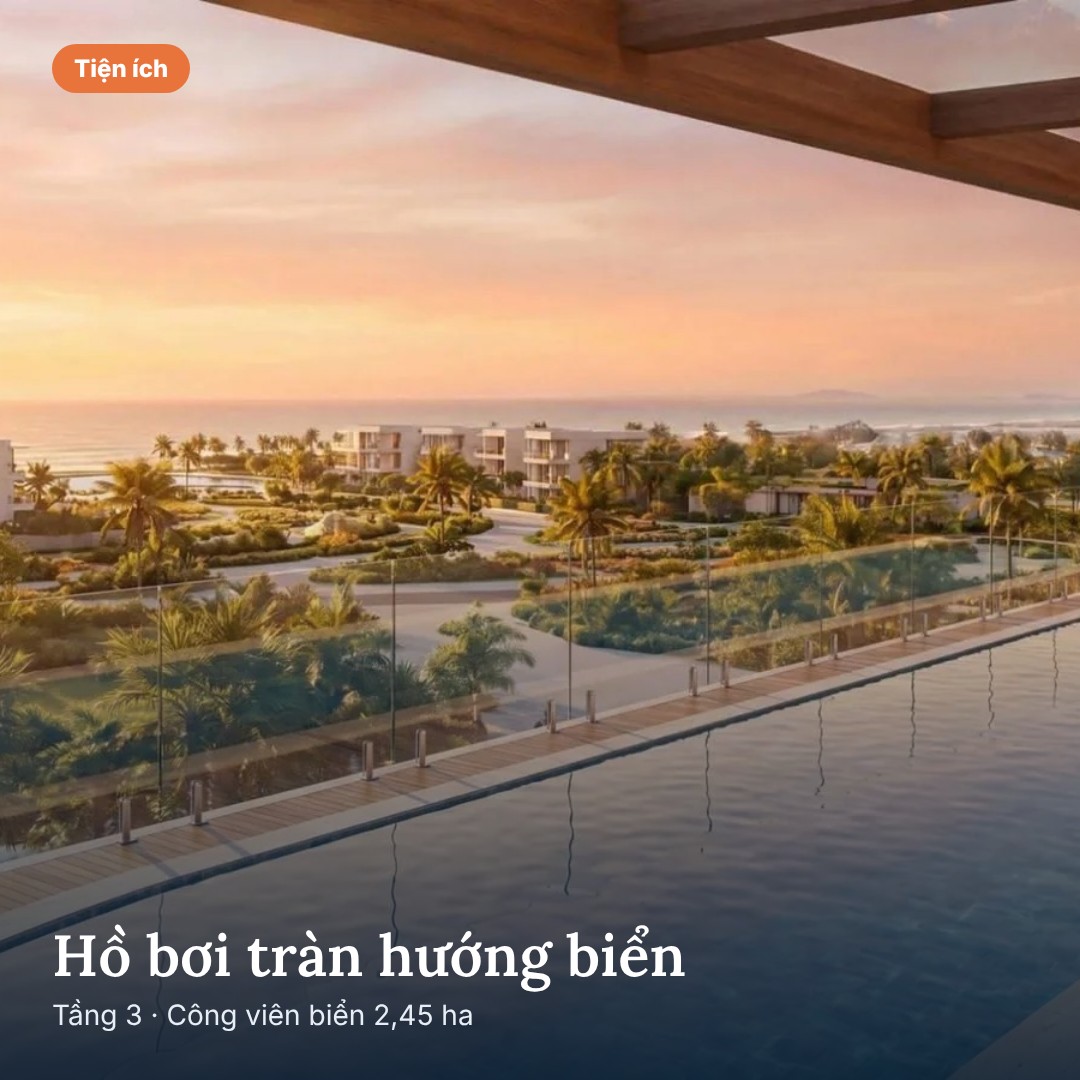 Tiện ích
Hồ bơi tràn hướng biển
Tầng 3 · Công viên biển 2,45 ha